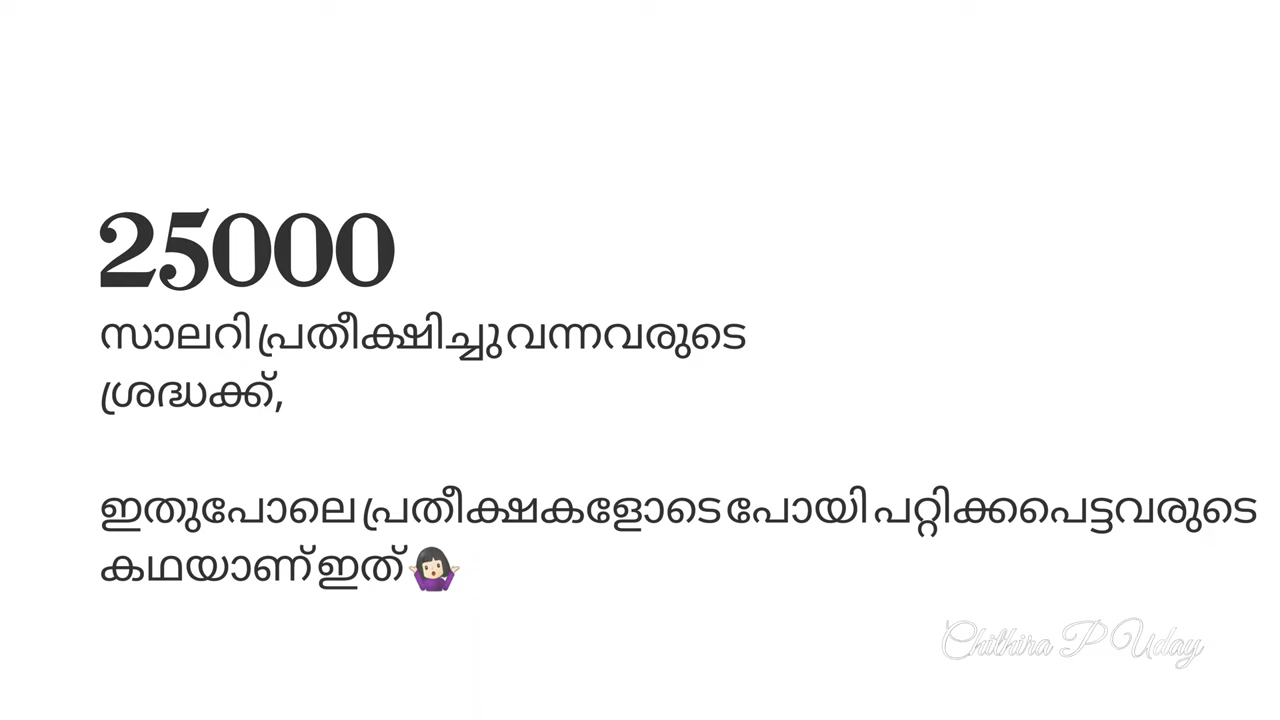 25000
സാലറി പ്രതീക്ഷിച്ചു വന്നവരുടെ
ശ്രദ്ധക്ക്,
ഇതുപോലെ പ്രതീക്ഷകളോടെ പോയി പറ്റിക്കപെട്ടവരുടെ
കഥയാണ് ഇത് 🤷🏻‍♀️
Chithira P Uday